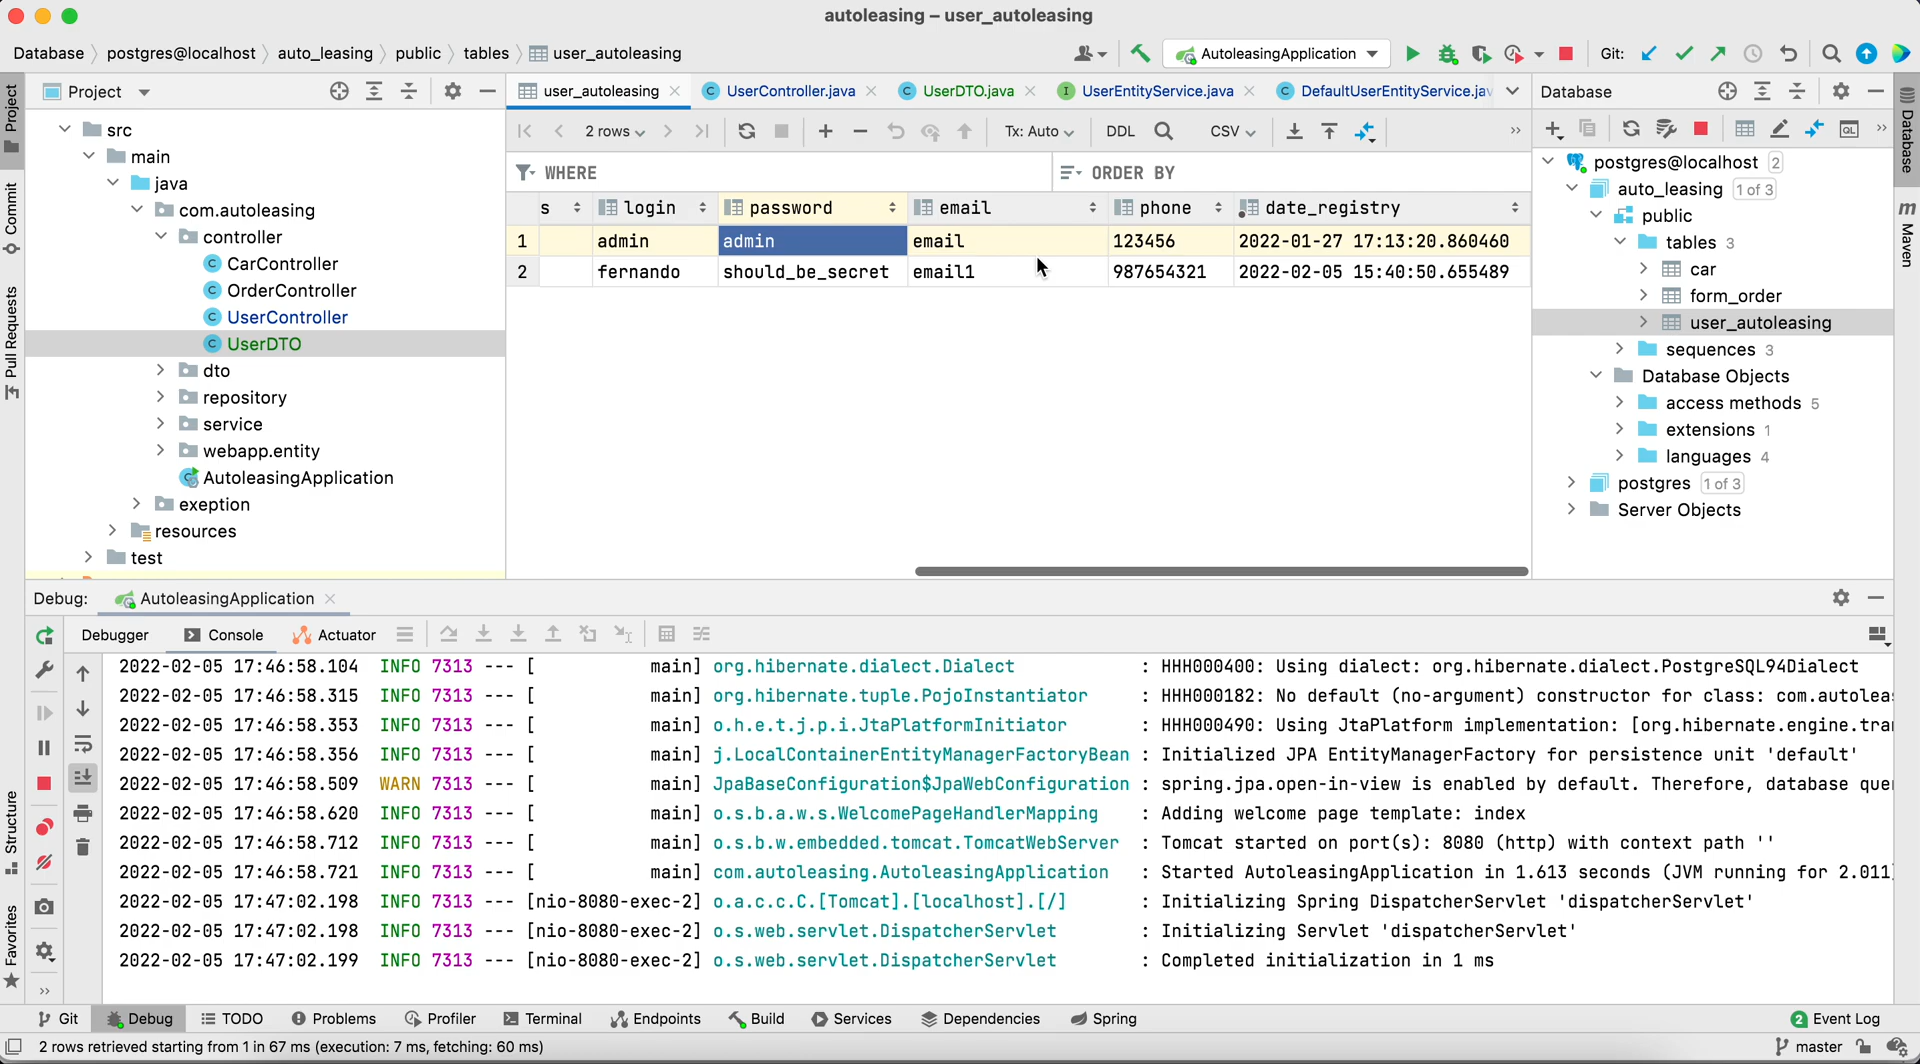 autoleasing – user_autoleasing
Database postgres@localhost auto_leasing public tables user_autoleasing
AutoleasingApplication
Git:
Project
user_autoleasing
UserController.java
UserDTO.java
UserEntityService.java
DefaultUserEntityService.jav
Database
2 rows
Tx: Auto
DDL
CSV
WHERE
ORDER BY
s login password email phone date_registry
1 admin admin email 123456 2022-01-27 17:13:20.860460
2 fernando should_be_secret email1 987654321 2022-02-05 15:40:50.655489
Project
Commit
Pull Requests
Structure
Favorites
src
main
java
com.autoleasing
controller
CarController
OrderController
UserController
UserDTO
dto
repository
service
webapp.entity
AutoleasingApplication
exeption
resources
test
postgres@localhost 2
auto_leasing 1 of 3
public
tables 3
car
form_order
user_autoleasing
sequences 3
Database Objects
access methods 5
extensions 1
languages 4
postgres 1 of 3
Server Objects
Database
m Maven
Debug: AutoleasingApplication
Debugger Console Actuator
2022-02-05 17:46:58.104 INFO 7313 --- [ main] org.hibernate.dialect.Dialect : HHH000400: Using dialect: org.hibernate.dialect.PostgreSQL94Dialect
2022-02-05 17:46:58.315 INFO 7313 --- [ main] org.hibernate.tuple.PojoInstantiator : HHH000182: No default (no-argument) constructor for class: com.autoleas
2022-02-05 17:46:58.353 INFO 7313 --- [ main] o.h.e.t.j.p.i.JtaPlatformInitiator : HHH000490: Using JtaPlatform implementation: [org.hibernate.engine.tra
2022-02-05 17:46:58.356 INFO 7313 --- [ main] j.LocalContainerEntityManagerFactoryBean : Initialized JPA EntityManagerFactory for persistence unit 'default'
2022-02-05 17:46:58.509 WARN 7313 --- [ main] JpaBaseConfiguration$JpaWebConfiguration : spring.jpa.open-in-view is enabled by default. Therefore, database que
2022-02-05 17:46:58.620 INFO 7313 --- [ main] o.s.b.a.w.s.WelcomePageHandlerMapping : Adding welcome page template: index
2022-02-05 17:46:58.712 INFO 7313 --- [ main] o.s.b.w.embedded.tomcat.TomcatWebServer : Tomcat started on port(s): 8080 (http) with context path ''
2022-02-05 17:46:58.721 INFO 7313 --- [ main] com.autoleasing.AutoleasingApplication : Started AutoleasingApplication in 1.613 seconds (JVM running for 2.011)
2022-02-05 17:47:02.198 INFO 7313 --- [nio-8080-exec-2] o.a.c.c.C.[Tomcat].[localhost].[/] : Initializing Spring DispatcherServlet 'dispatcherServlet'
2022-02-05 17:47:02.198 INFO 7313 --- [nio-8080-exec-2] o.s.web.servlet.DispatcherServlet : Initializing Servlet 'dispatcherServlet'
2022-02-05 17:47:02.199 INFO 7313 --- [nio-8080-exec-2] o.s.web.servlet.DispatcherServlet : Completed initialization in 1 ms
Git Debug TODO Problems Profiler Terminal Endpoints Build Services Dependencies Spring 2 Event Log
2 rows retrieved starting from 1 in 67 ms (execution: 7 ms, fetching: 60 ms) master